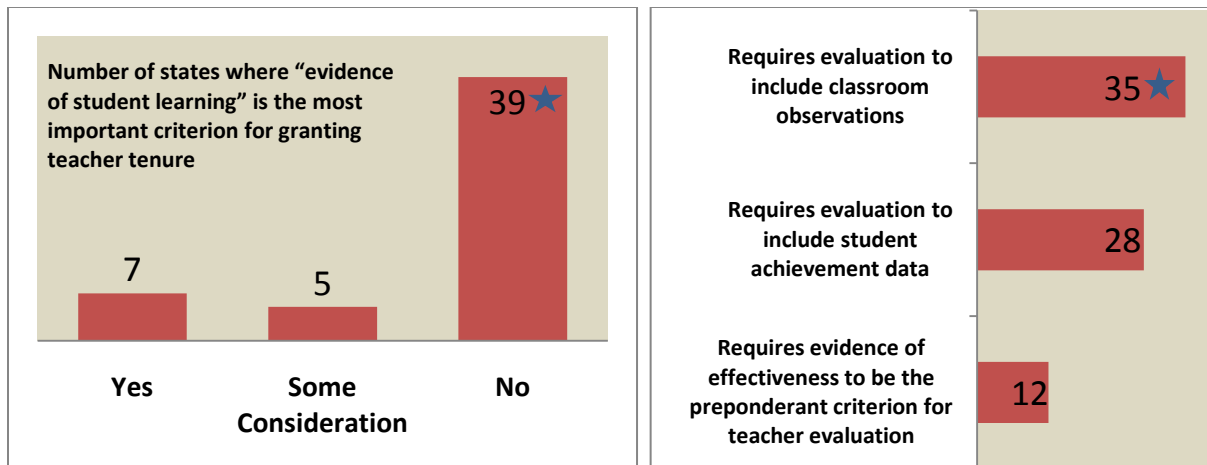 Number of states where “evidence
of student learning” is the most
important criterion for granting
teacher tenure
7
5
39
Yes
Some
Consideration
No
Requires evaluation to
include classroom
observations
35
Requires evaluation to
include student
achievement data
28
Requires evidence of
effectiveness to be the
preponderant criterion for
teacher evaluation
12